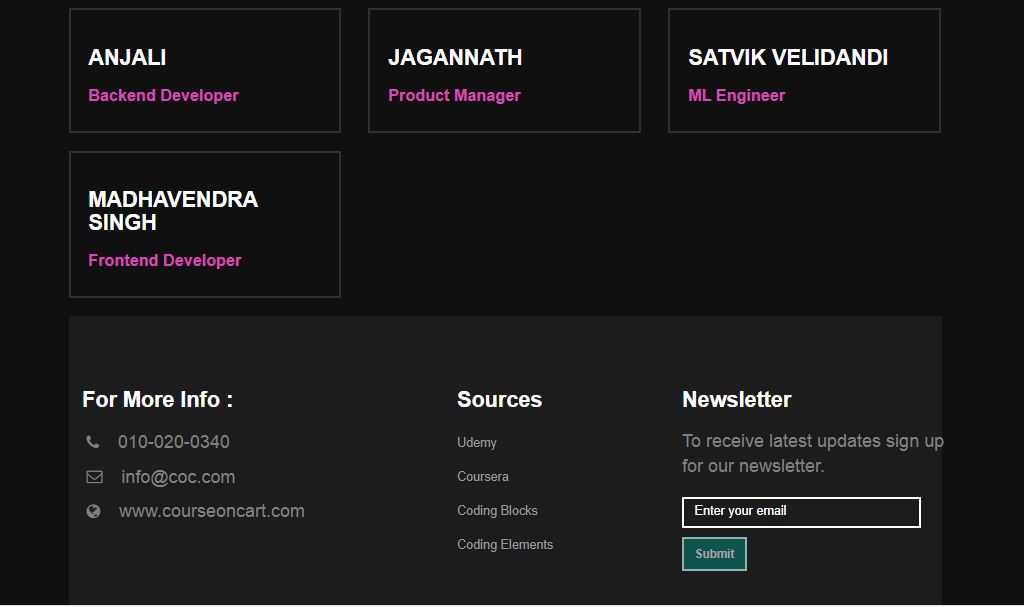 ANJALI
Backend Developer
JAGANNATH
Product Manager
SATVIK VELIDANDI
ML Engineer
MADHAVENDRA
SINGH
Frontend Developer
For More Info :
010-020-0340
info@coc.com
www.courseoncart.com
Sources
Udemy
Coursera
Coding Blocks
Coding Elements
Newsletter
To receive latest updates sign up
for our newsletter.
Enter your email
Submit